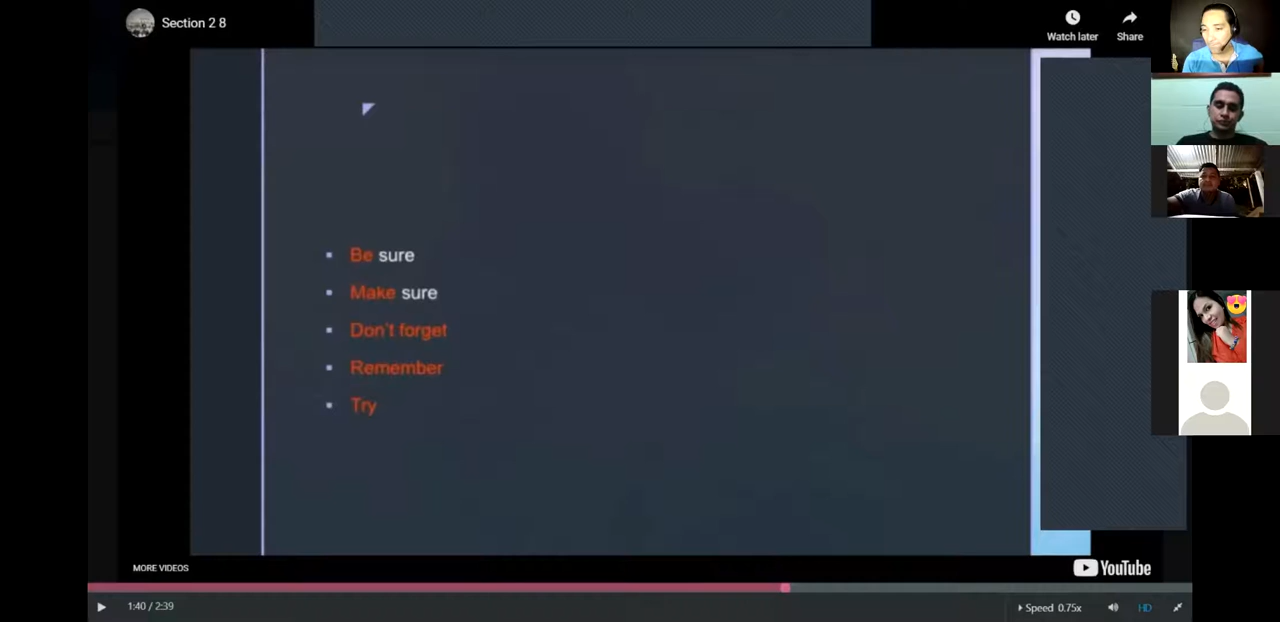 Section 2 8
Watch later
Share
Be sure
Make sure
Don't forget
Remember
Try
MORE VIDEOS
YouTube
1:40 / 2:39
Speed 0.75x
HD